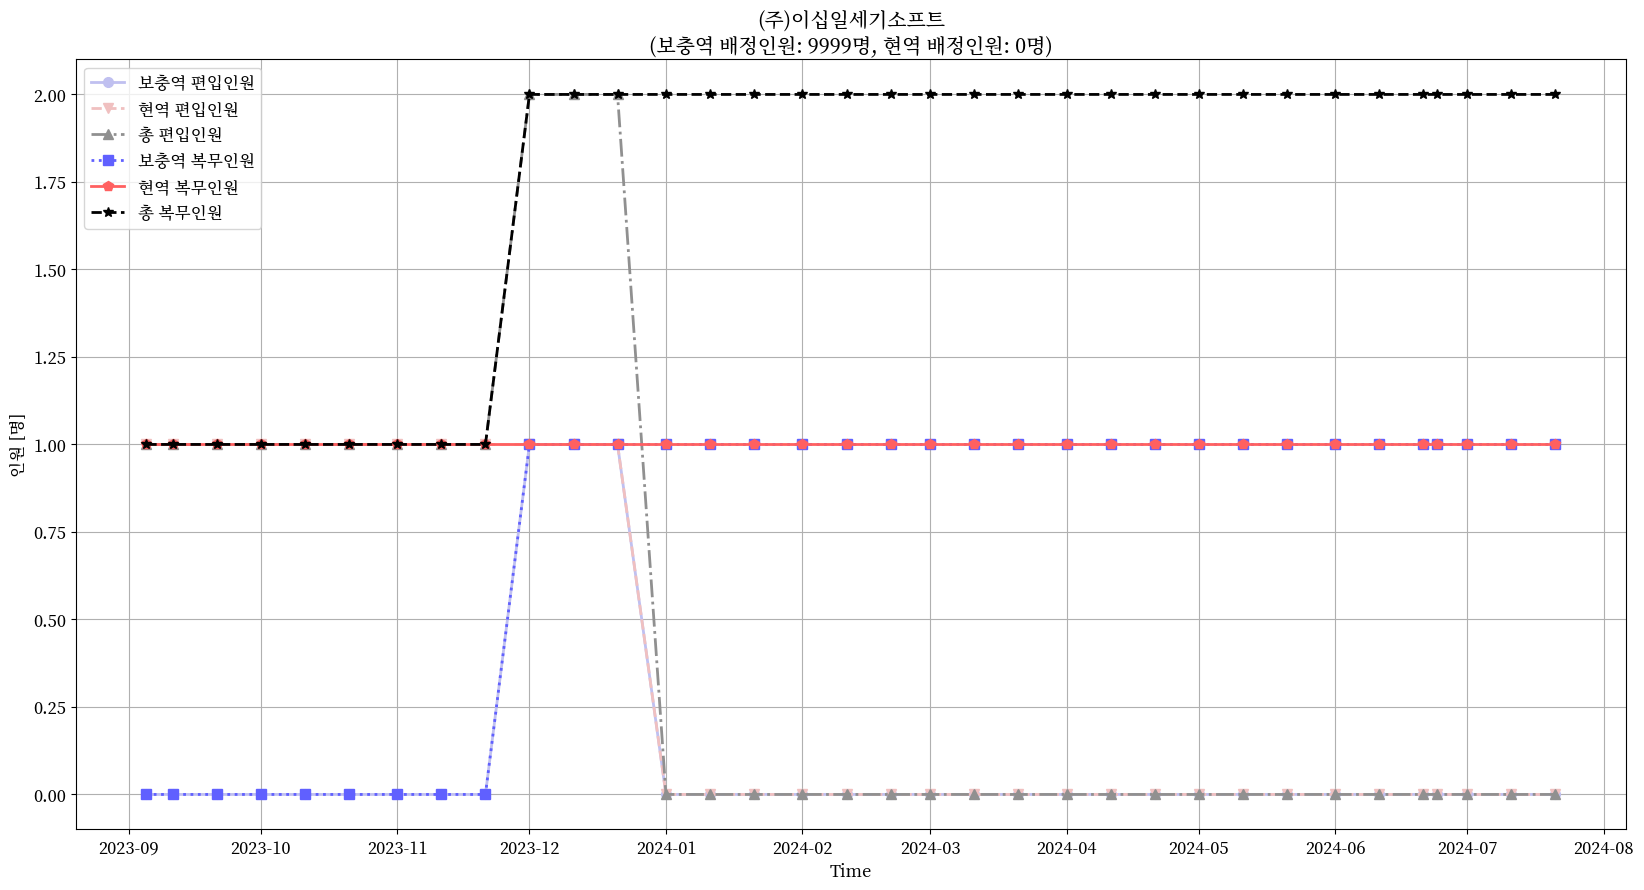 (주)이십일세기소프트
(보충역 배정인원: 9999명, 현역 배정인원: 0명)
보충역 편입인원
현역 편입인원
총 편입인원
보충역 복무인원
현역 복무인원
총 복무인원
2.00
1.75
1.50
1.25
1.00
0.75
0.50
0.25
0.00
인원 [명]
2023-09 2023-10 2023-11 2023-12 2024-01 2024-02 2024-03 2024-04 2024-05 2024-06 2024-07 2024-08
Time